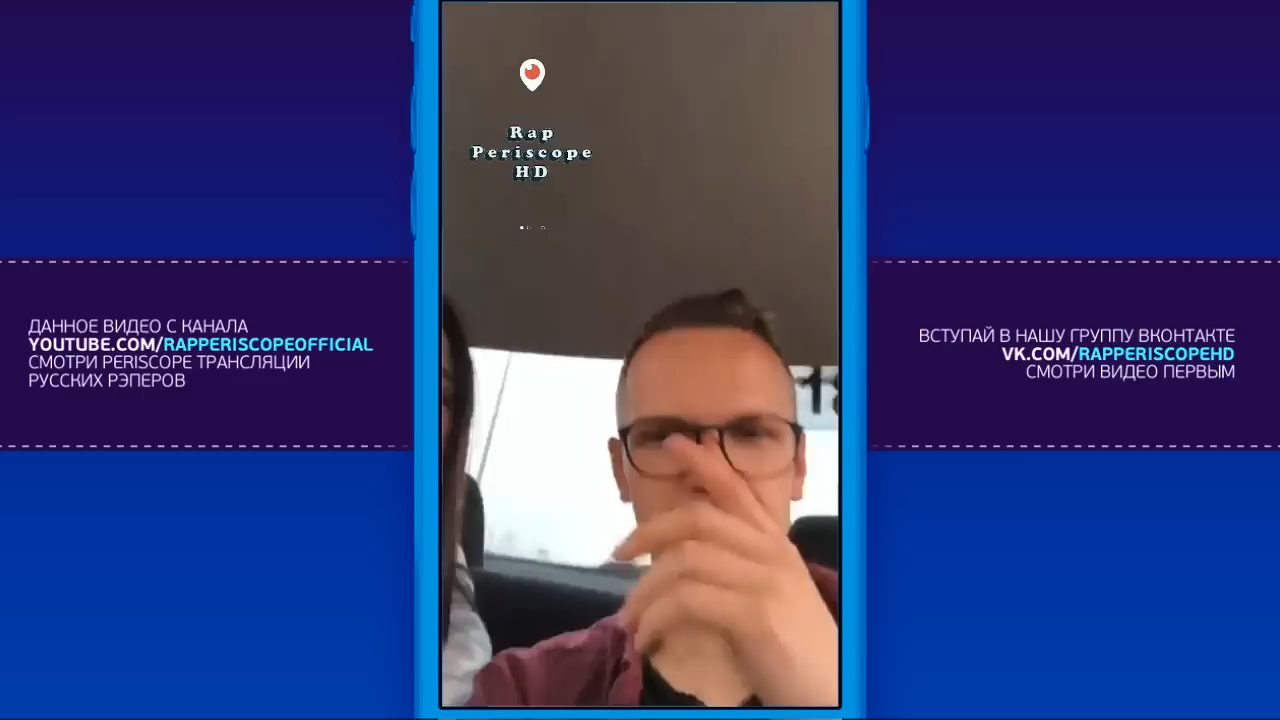 Rap
Periscope
HD
ДАННОЕ ВИДЕО С КАНАЛА
YOUTUBE.COM/RAPPERISCOPEOFFICIAL
СМОТРИ PERISCOPE ТРАНСЛЯЦИИ
РУССКИХ РЭПЕРОВ
ВСТУПАЙ В НАШУ ГРУППУ ВКОНТАКТЕ
VK.COM/RAPPERISCOPEHD
СМОТРИ ВИДЕО ПЕРВЫМ